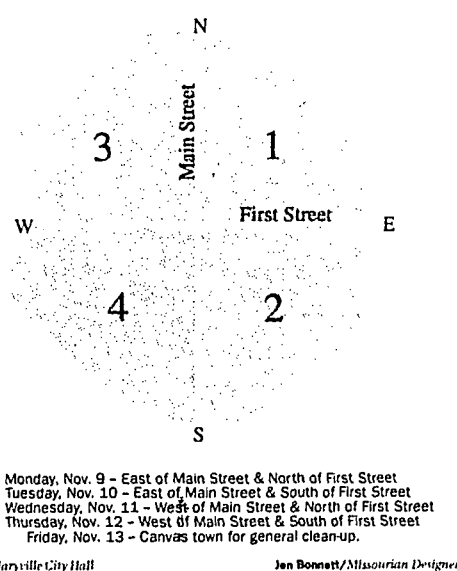 N
Main Street
3 1
First Street
W E
4 2
S
Monday, Nov. 9 – East of Main Street & North of First Street
Tuesday, Nov. 10 – East of Main Street & South of First Street
Wednesday, Nov. 11 – West of Main Street & North of First Street
Thursday, Nov. 12 – West of Main Street & South of First Street
Friday, Nov. 13 – Canvas town for general clean-up.
aryville City Hall Jen Bonnett/Missourian Designer